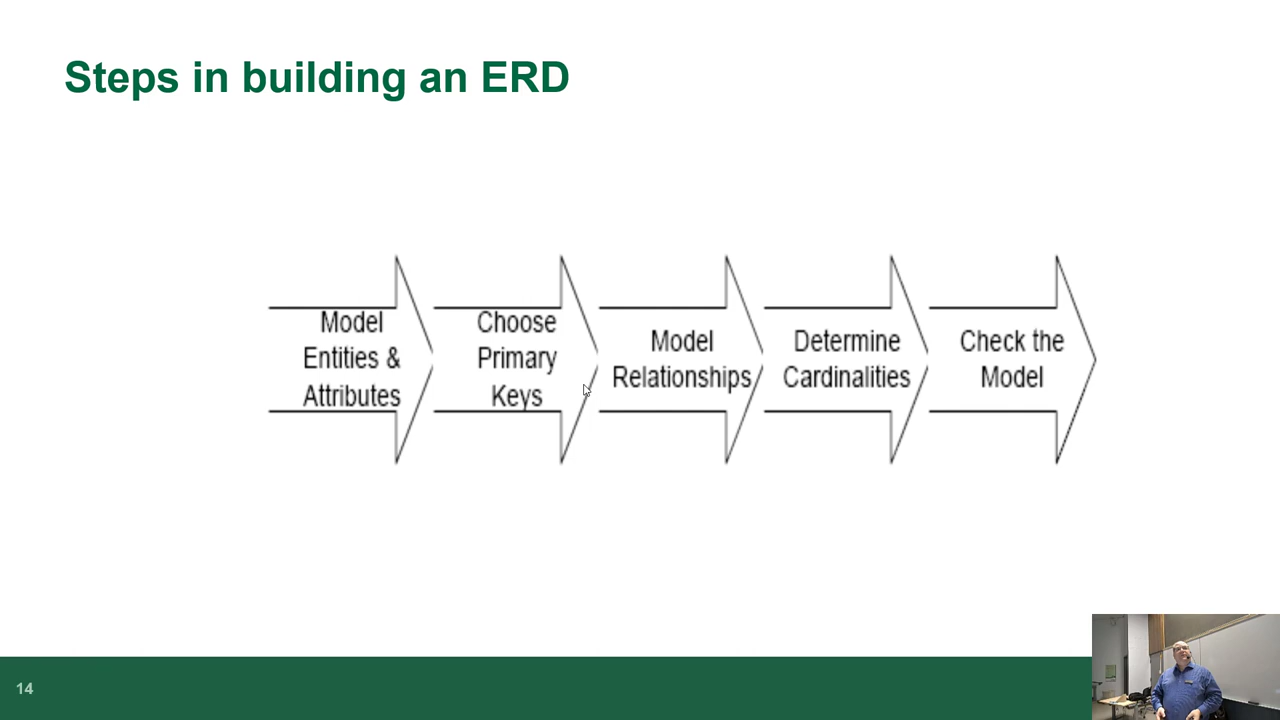 Steps in building an ERD
Model
Entities &
Attributes
Choose
Primary
Keys
Model
Relationships
Determine
Cardinalities
Check the
Model
14